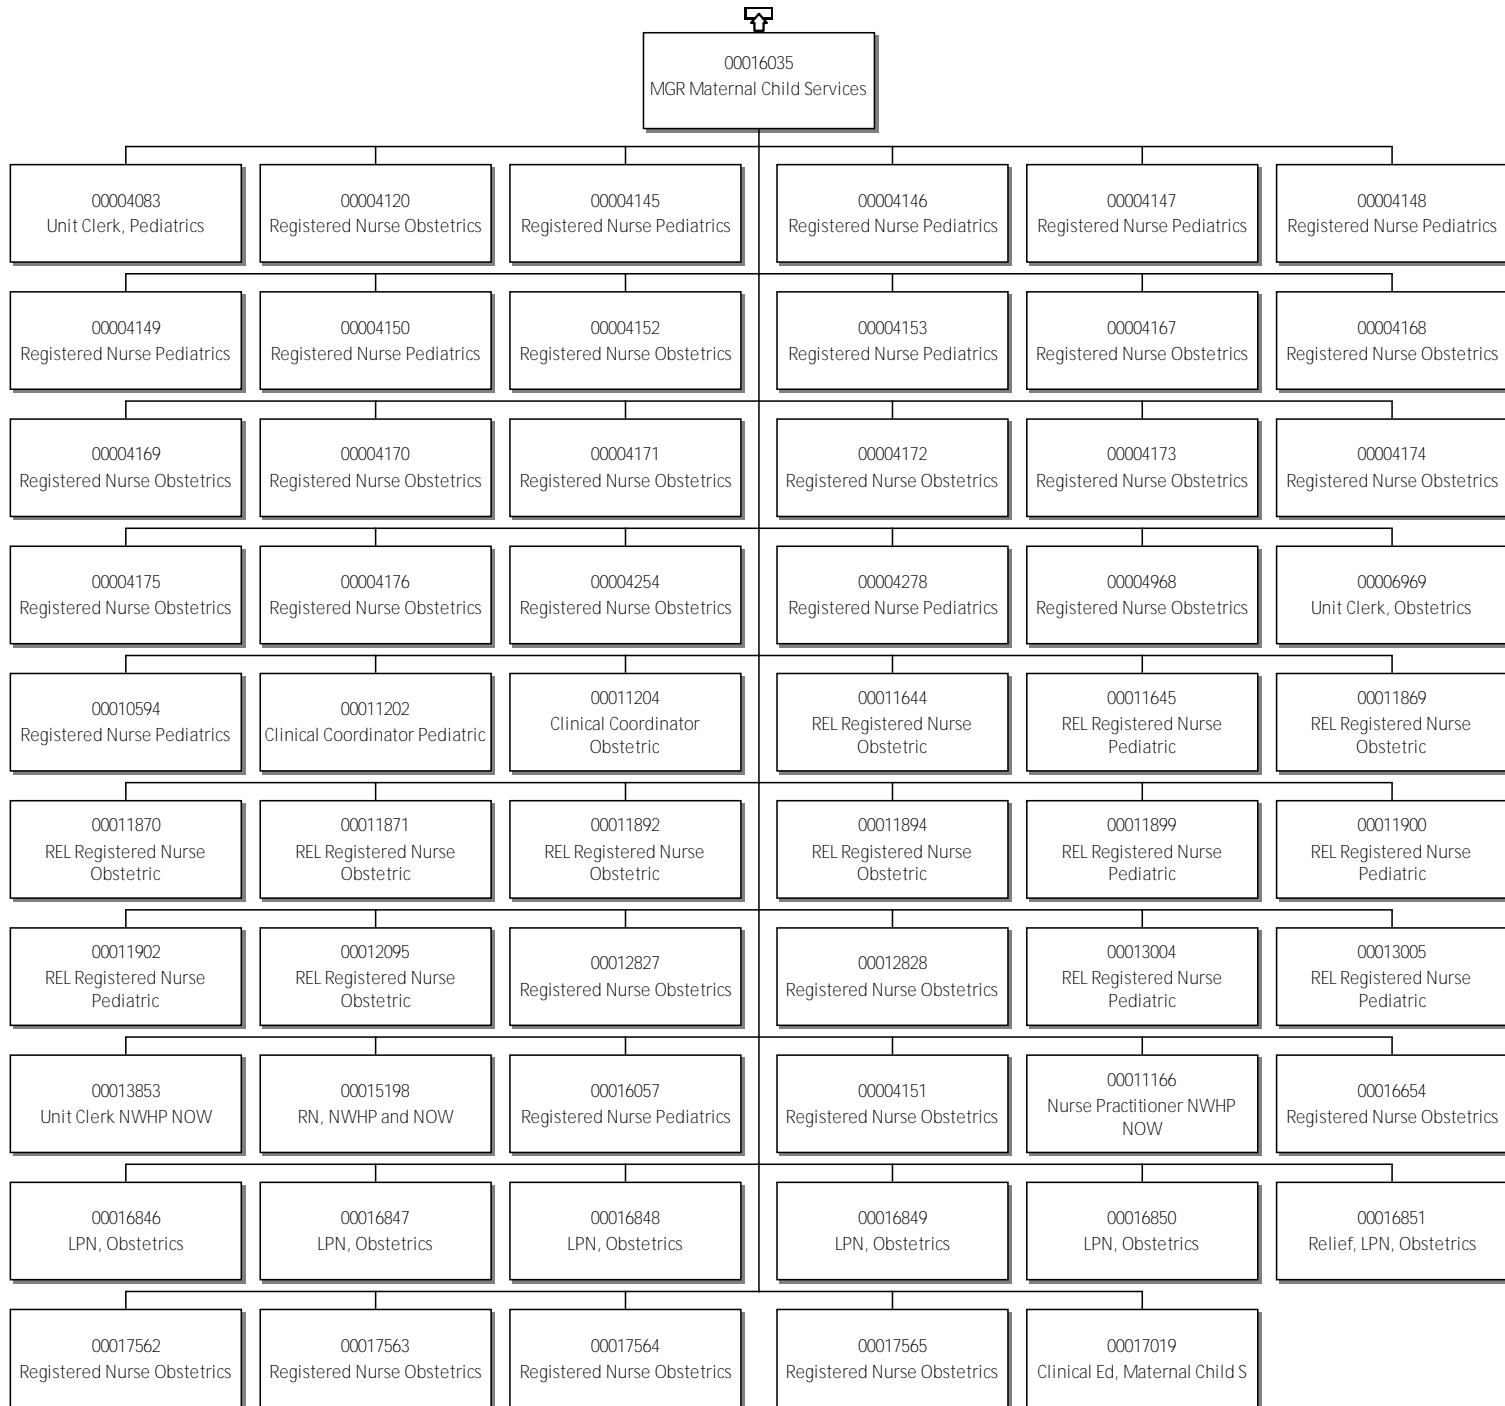 00016035
MGR Maternal Child Services
00004083
Unit Clerk, Pediatrics
00004120
Registered Nurse Obstetrics
00004145
Registered Nurse Pediatrics
00004146
Registered Nurse Pediatrics
00004147
Registered Nurse Pediatrics
00004148
Registered Nurse Pediatrics
00004149
Registered Nurse Pediatrics
00004150
Registered Nurse Pediatrics
00004152
Registered Nurse Obstetrics
00004153
Registered Nurse Pediatrics
00004167
Registered Nurse Obstetrics
00004168
Registered Nurse Obstetrics
00004169
Registered Nurse Obstetrics
00004170
Registered Nurse Obstetrics
00004171
Registered Nurse Obstetrics
00004172
Registered Nurse Obstetrics
00004173
Registered Nurse Obstetrics
00004174
Registered Nurse Obstetrics
00004175
Registered Nurse Obstetrics
00004176
Registered Nurse Obstetrics
00004254
Registered Nurse Obstetrics
00004278
Registered Nurse Pediatrics
00004968
Registered Nurse Obstetrics
00006969
Unit Clerk, Obstetrics
00010594
Registered Nurse Pediatrics
00011202
Clinical Coordinator Pediatric
00011204
Clinical Coordinator
Obstetric
00011644
REL Registered Nurse
Obstetric
00011645
REL Registered Nurse
Pediatric
00011869
REL Registered Nurse
Obstetric
00011870
REL Registered Nurse
Obstetric
00011871
REL Registered Nurse
Obstetric
00011892
REL Registered Nurse
Obstetric
00011894
REL Registered Nurse
Obstetric
00011899
REL Registered Nurse
Pediatric
00011900
REL Registered Nurse
Pediatric
00011902
REL Registered Nurse
Pediatric
00012095
REL Registered Nurse
Obstetric
00012827
Registered Nurse Obstetrics
00012828
Registered Nurse Obstetrics
00013004
REL Registered Nurse
Pediatric
00013005
REL Registered Nurse
Pediatric
00013853
Unit Clerk NWHP NOW
00015198
RN, NWHP and NOW
00016057
Registered Nurse Pediatrics
00004151
Registered Nurse Obstetrics
00011166
Nurse Practitioner NWHP
NOW
00016654
Registered Nurse Obstetrics
00016846
LPN, Obstetrics
00016847
LPN, Obstetrics
00016848
LPN, Obstetrics
00016849
LPN, Obstetrics
00016850
LPN, Obstetrics
00016851
Relief, LPN, Obstetrics
00017562
Registered Nurse Obstetrics
00017563
Registered Nurse Obstetrics
00017564
Registered Nurse Obstetrics
00017565
Registered Nurse Obstetrics
00017019
Clinical Ed, Maternal Child S